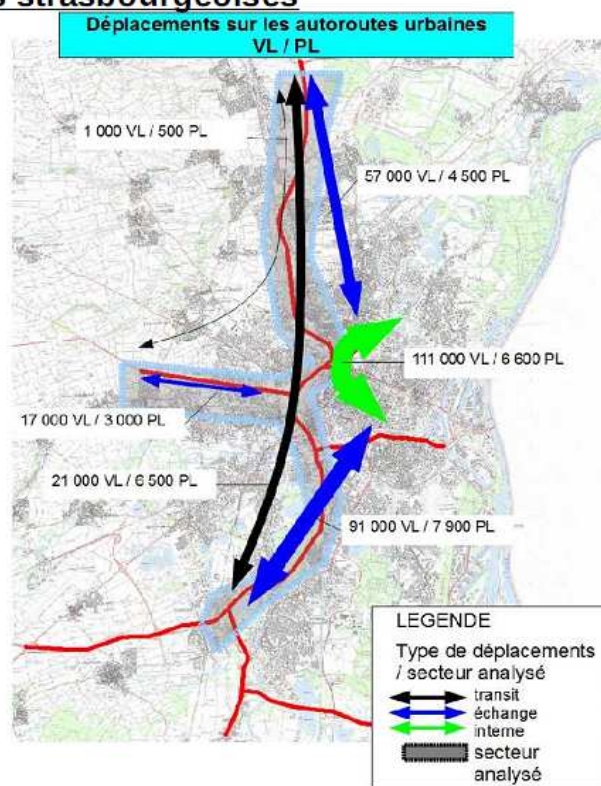 strasbourgeoises
Déplacements sur les autoroutes urbaines
VL / PL
1 000 VL / 500 PL
57 000 VL / 4 500 PL
111 000 VL / 6 600 PL
17 000 VL / 3 000 PL
21 000 VL / 6 500 PL
91 000 VL / 7 900 PL
LEGENDE
Type de déplacements
/ secteur analysé
transit
échange
interne
secteur
analysé